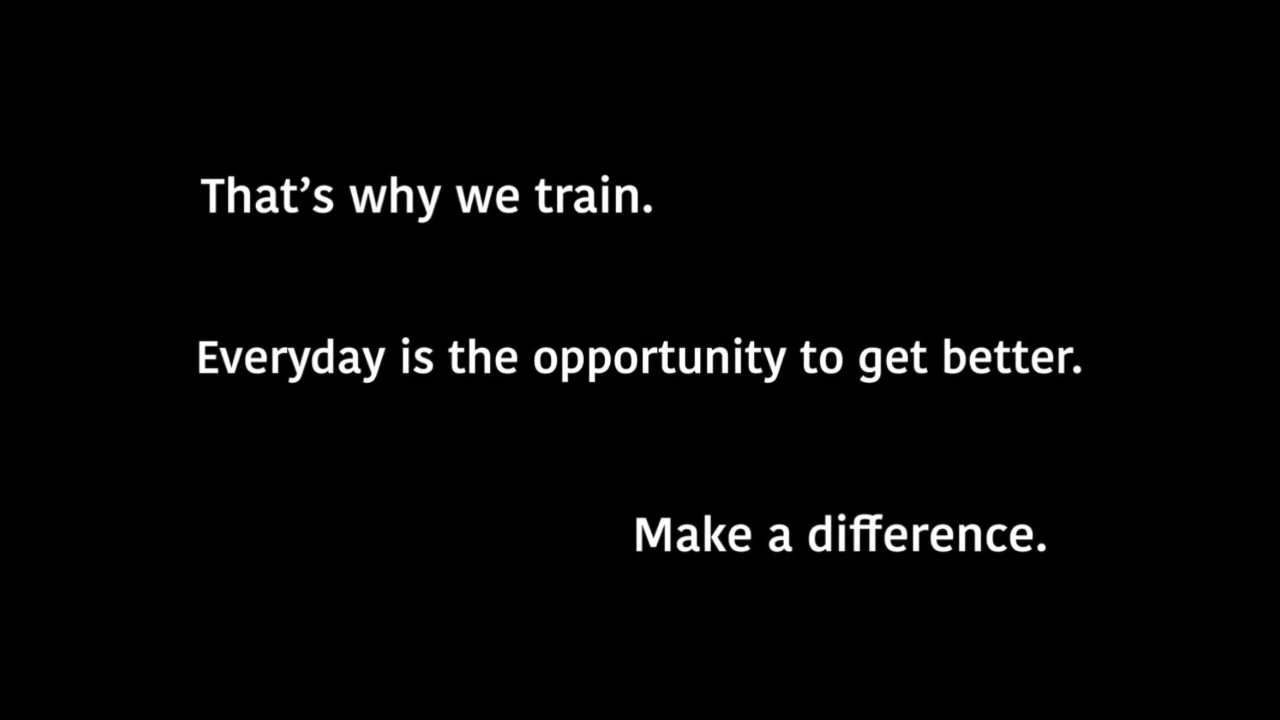 That’s why we train.
Everyday is the opportunity to get better.
Make a difference.